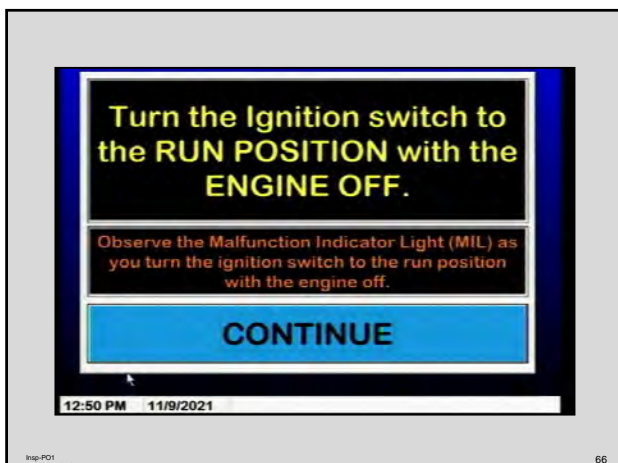 Turn the Ignition switch to
the RUN POSITION with the
ENGINE OFF.
Observe the Malfunction Indicator Light (MIL) as
you turn the ignition switch to the run position
with the engine off.
CONTINUE
12:50 PM 11/9/2021
Insp-PO1 66